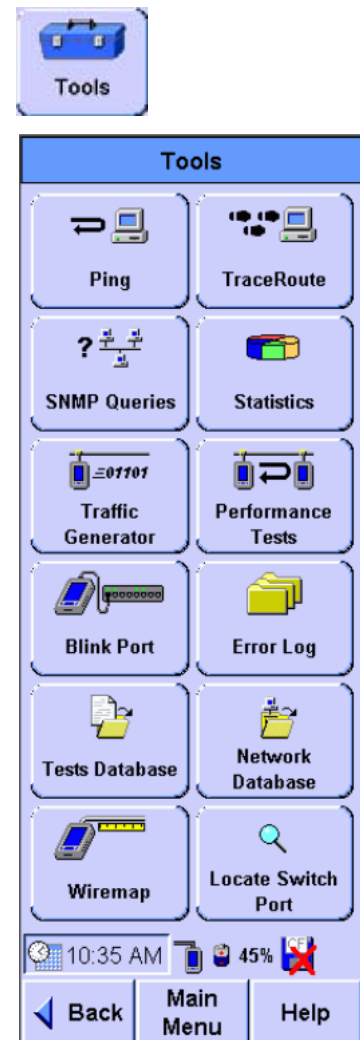 Tools
Tools
Ping
TraceRoute
SNMP Queries
Statistics
01101
Traffic
Generator
Performance
Tests
Blink Port
Error Log
Tests Database
Network
Database
Wiremap
Locate Switch
Port
10:35 AM
45%
CF
Back
Main
Menu
Help